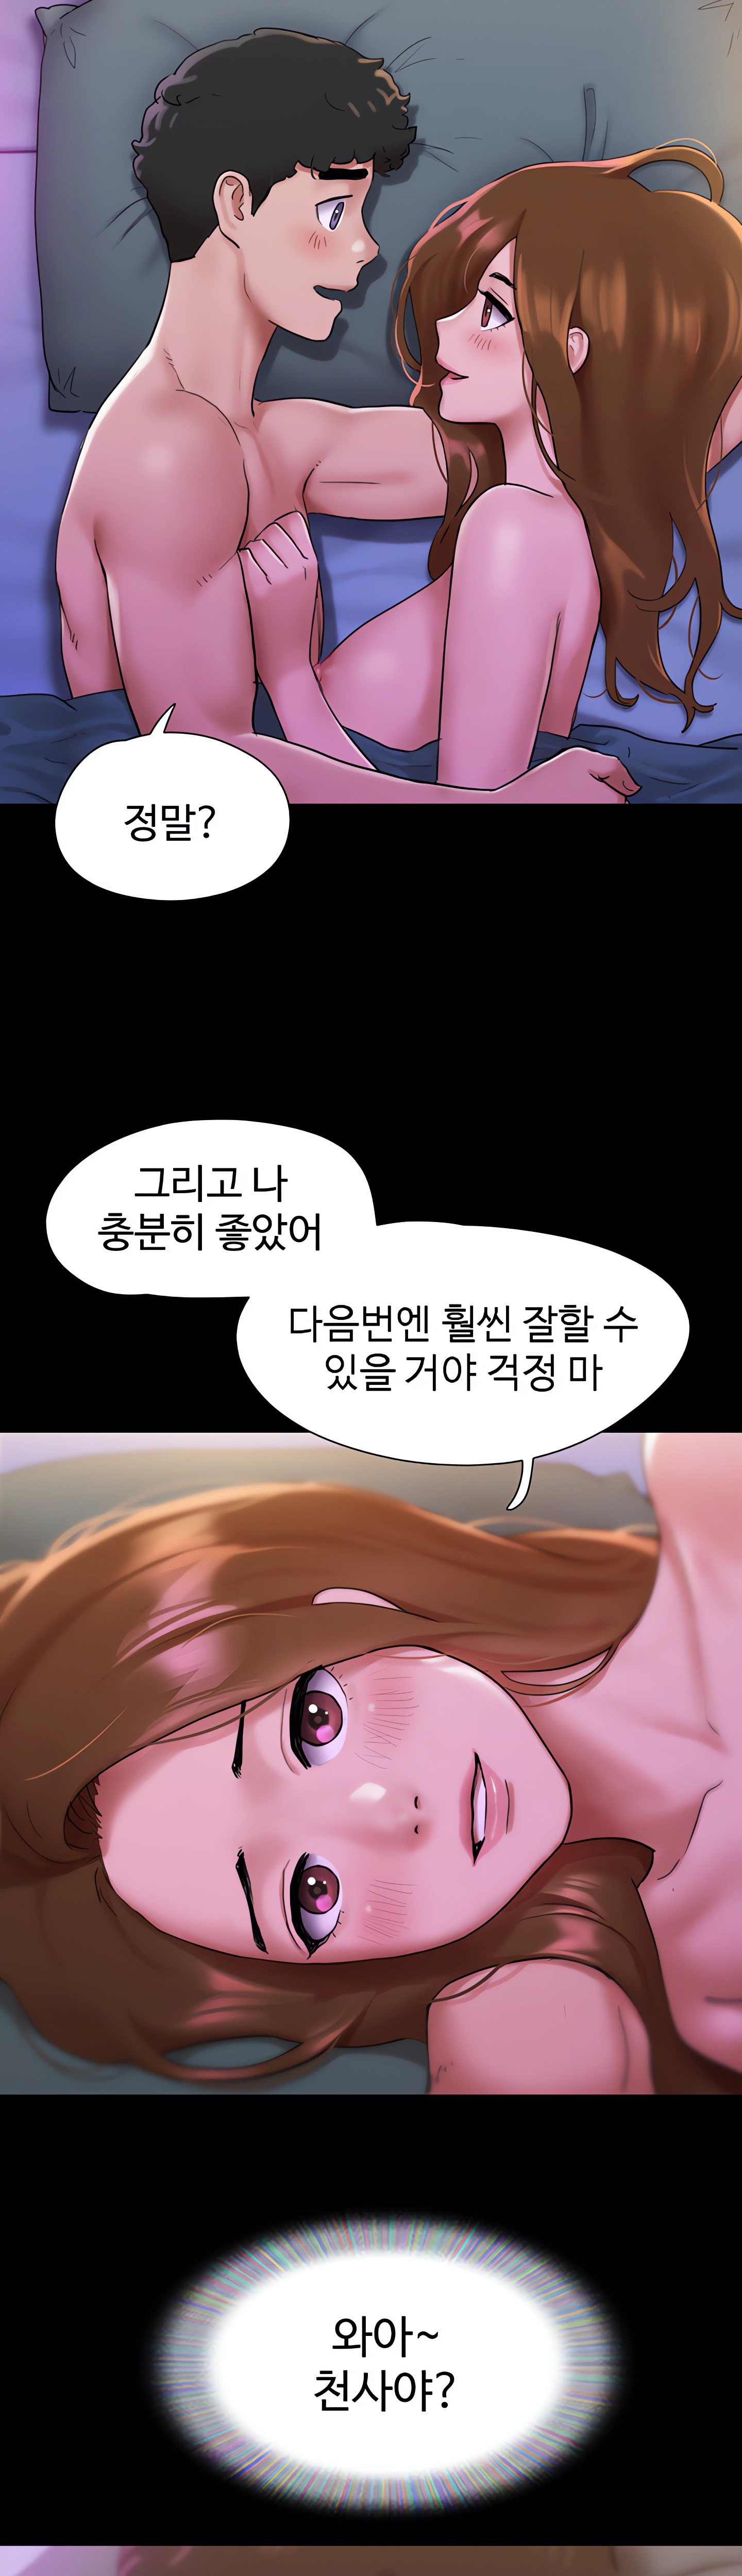 정말?
그리고 나
충분히 좋았어
다음번엔 훨씬 잘할 수
있을 거야 걱정 마
와아~
천사야?